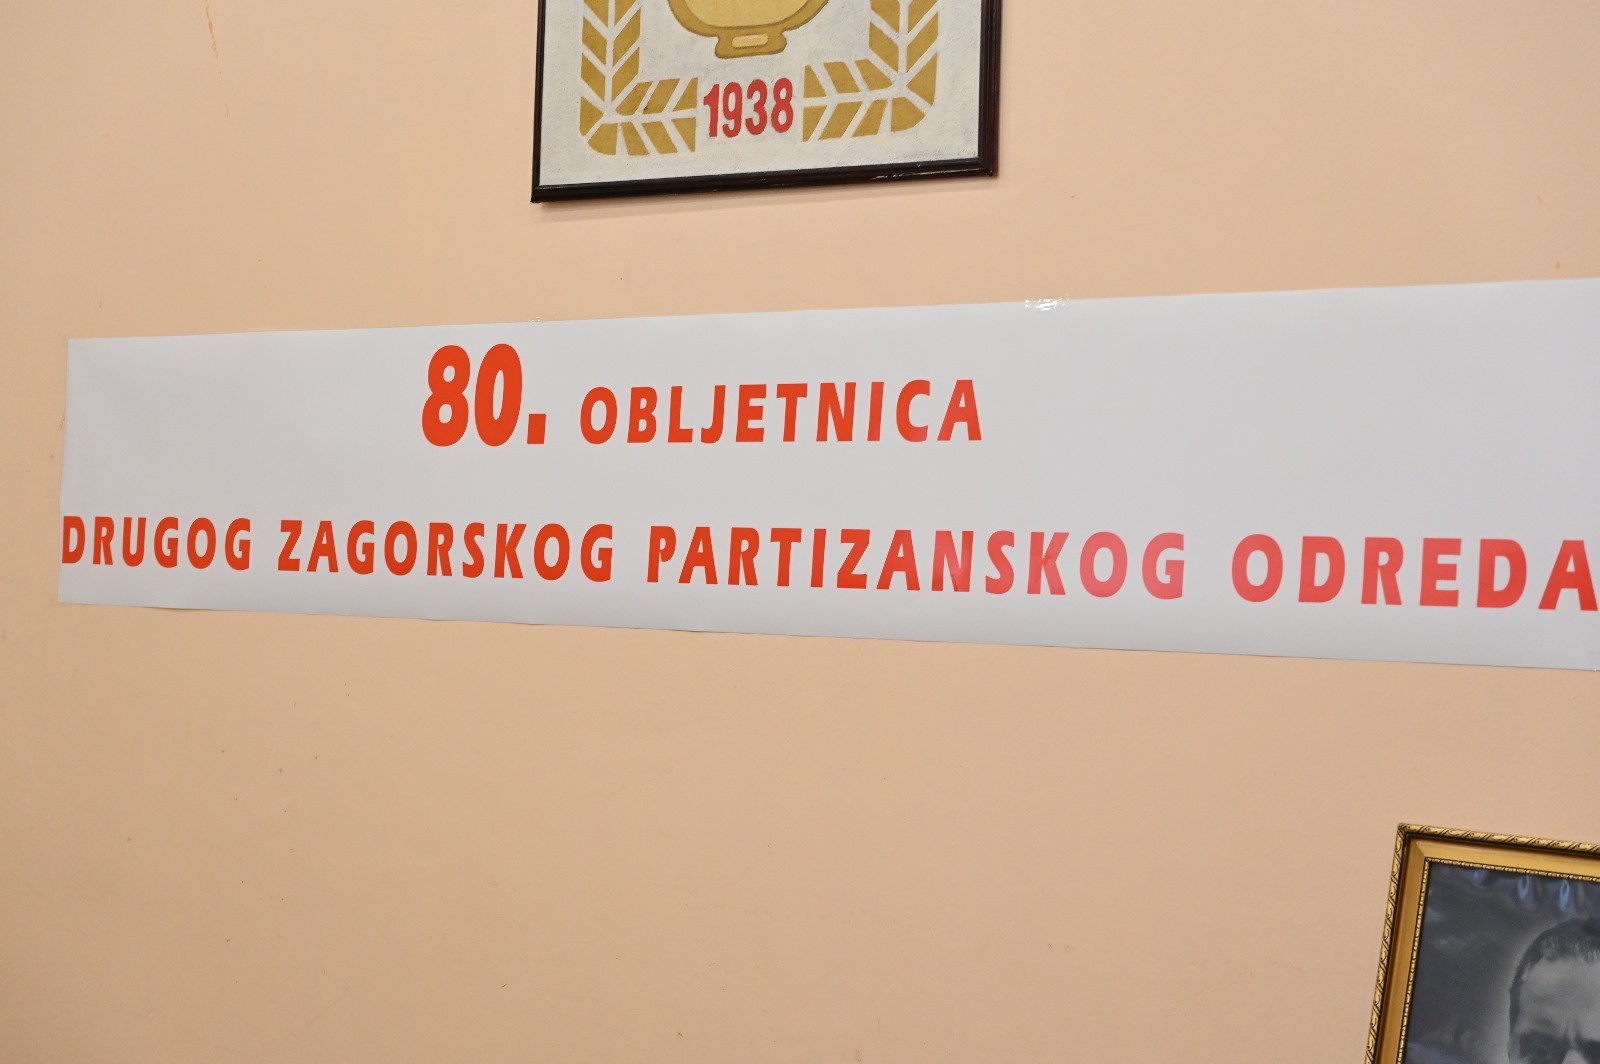 1938
80. OBLJETNICA
DRUGOG ZAGORSKOG PARTIZANSKOG ODREDA